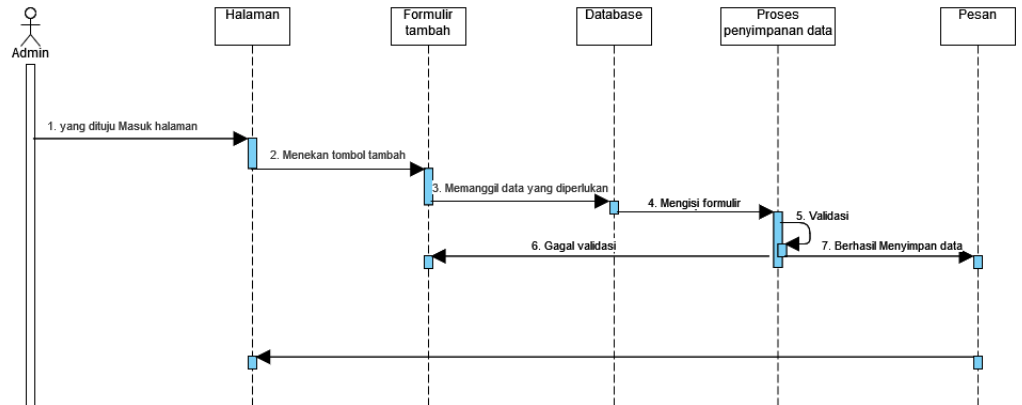 Halaman
Formulir
tambah
Database
Proses
penyimpanan data
Pesan
Admin
1. yang dituju Masuk halaman
2. Menekan tombol tambah
3. Memanggil data yang diperlukan
4. Mengisi formulir
5. Validasi
6. Gagal validasi
7. Berhasil Menyimpan data